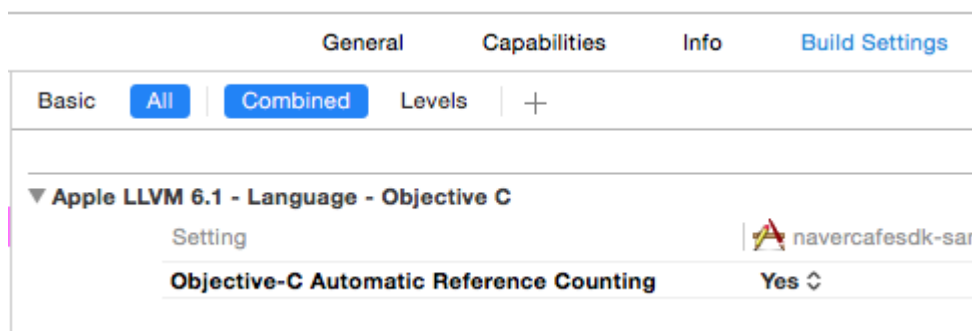 General Capabilities Info Build Settings
Basic All Combined Levels +
Apple LLVM 6.1 - Language - Objective C
Setting navercafesdk-sar
Objective-C Automatic Reference Counting Yes